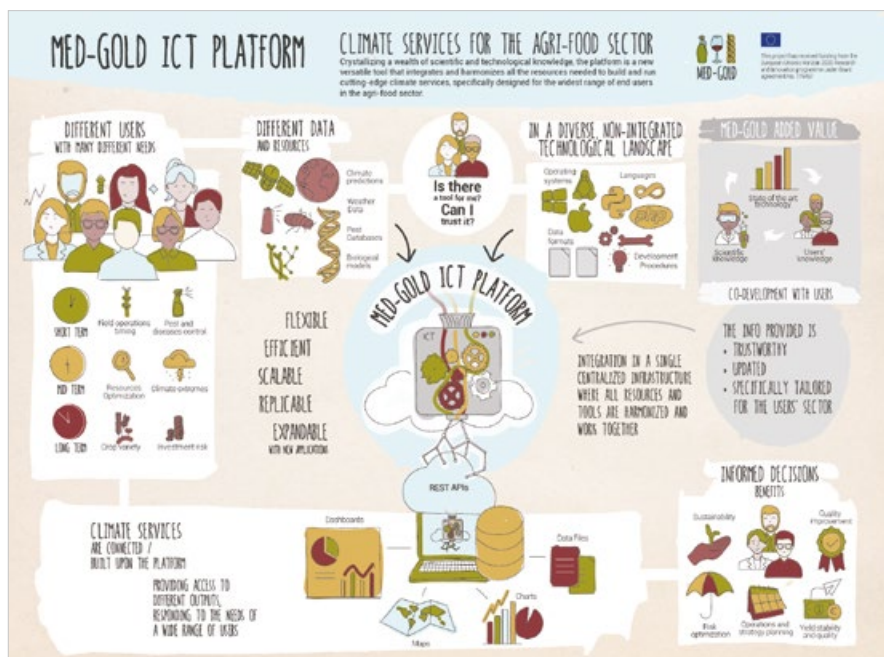 MED-GOLD ICT PLATFORM
CLIMATE SERVICES FOR THE AGRI-FOOD SECTOR
Crystallizing a wealth of scientific and technological knowledge, the platform is a new
versatile tool that integrates and harmonizes all the resources needed to build and run
cutting-edge climate services, specifically designed for the widest range of end users
in the agri-food sector.
MED-GOLD
This project has received funding from the
DIFFERENT USERS
WITH MANY DIFFERENT NEEDS
SHORT TERM
Field operations
timing
Pest and
diseases control
MID TERM
Resources
Optimization
Climate extremes
LONG TERM
Crop variety
Investment risk
DIFFERENT DATA
AND RESOURCES
Climate
predictions
Weather
Data
Pest
Databases
Biological
models
Is there
a tool for me?
Can I
trust it?
IN A DIVERSE, NON-INTEGRATED
TECHNOLOGICAL LANDSCAPE
Operating
systems
Languages
Data
formats
Development
Procedures
MED-GOLD ADDED VALUE
State of the art
technology
Scientific
knowledge
Users'
knowledge
CO-DEVELOPMENT WITH USERS
MED-GOLD ICT PLATFORM
ICT
FLEXIBLE
EFFICIENT
SCALABLE
REPLICABLE
EXPANDABLE
WITH NEW APPLICATIONS
INTEGRATION IN A SINGLE
CENTRALIZED INFRASTRUCTURE
WHERE ALL RESOURCES AND
TOOLS ARE HARMONIZED AND
WORK TOGETHER
THE INFO PROVIDED IS
• TRUSTWORTHY
• UPDATED
• SPECIFICALLY TAILORED
FOR THE USERS' SECTOR
REST APIs
CLIMATE SERVICES
ARE CONNECTED /
BUILT UPON THE PLATFORM
PROVIDING ACCESS TO
DIFFERENT OUTPUTS,
RESPONDING TO THE NEEDS OF
A WIDE RANGE OF USERS
Dashboards
Data Files
Maps
Charts
INFORMED DECISIONS
BENEFITS
Sustainability
Quality
improvement
Risk
optimization
Operations and
strategy planning
Yield stability
and quality